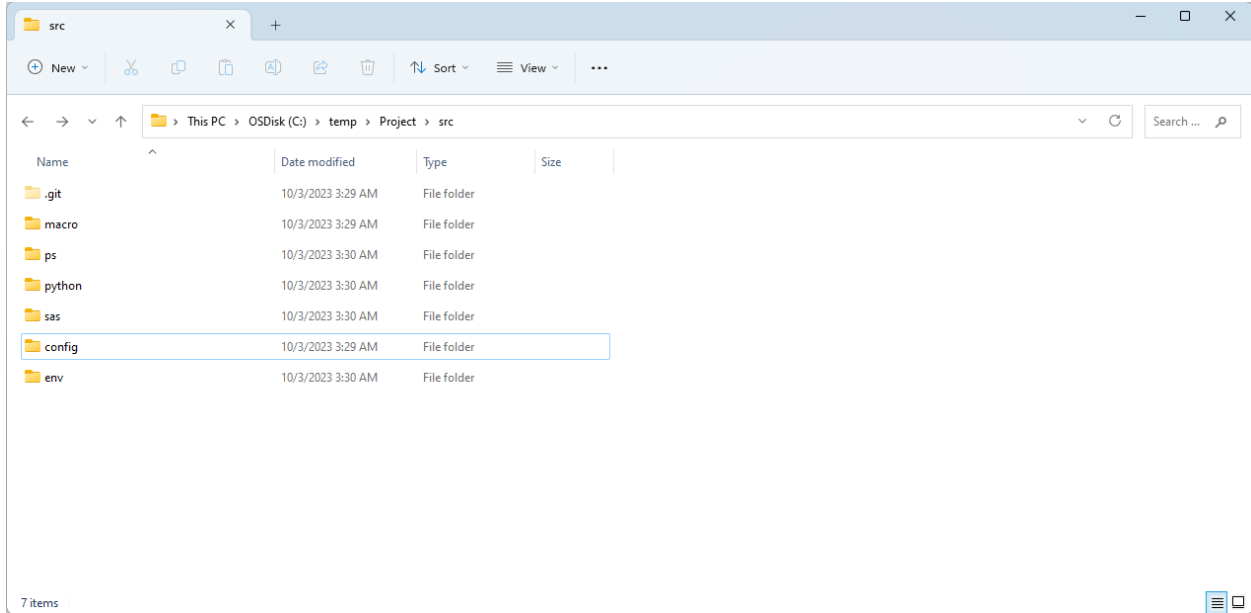 src
New Sort View
This PC > OSDisk (C:) > temp > Project > src Search ...
Name Date modified Type Size
.git 10/3/2023 3:29 AM File folder
macro 10/3/2023 3:29 AM File folder
ps 10/3/2023 3:30 AM File folder
python 10/3/2023 3:30 AM File folder
sas 10/3/2023 3:30 AM File folder
config 10/3/2023 3:29 AM File folder
env 10/3/2023 3:30 AM File folder
7 items